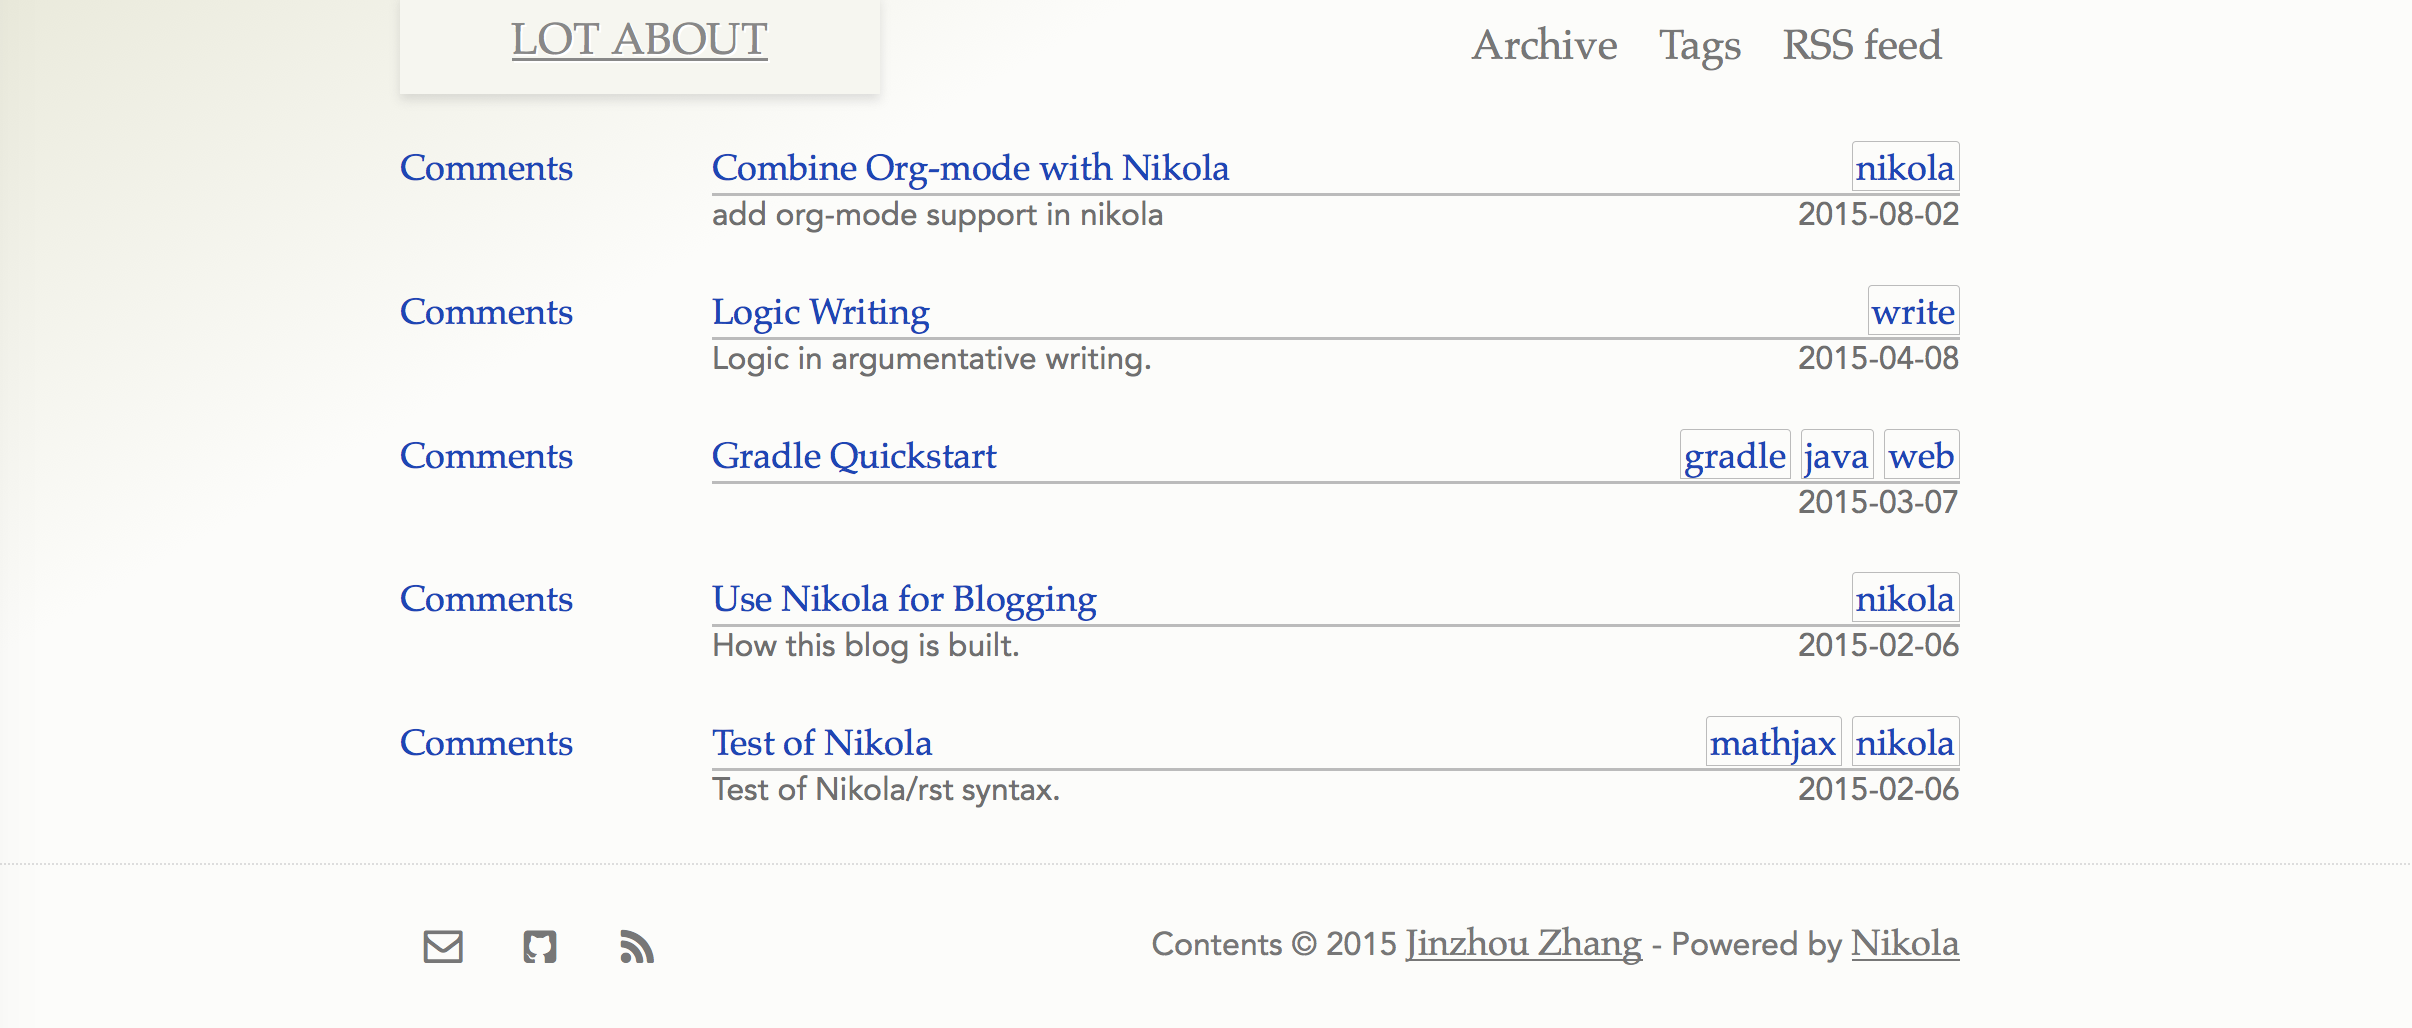 LOT ABOUT
Archive Tags RSS feed
Comments Combine Org-mode with Nikola nikola
add org-mode support in nikola 2015-08-02
Comments Logic Writing write
Logic in argumentative writing. 2015-04-08
Comments Gradle Quickstart gradle java web
2015-03-07
Comments Use Nikola for Blogging nikola
How this blog is built. 2015-02-06
Comments Test of Nikola mathjax nikola
Test of Nikola/rst syntax. 2015-02-06
Contents © 2015 Jinzhou Zhang - Powered by Nikola